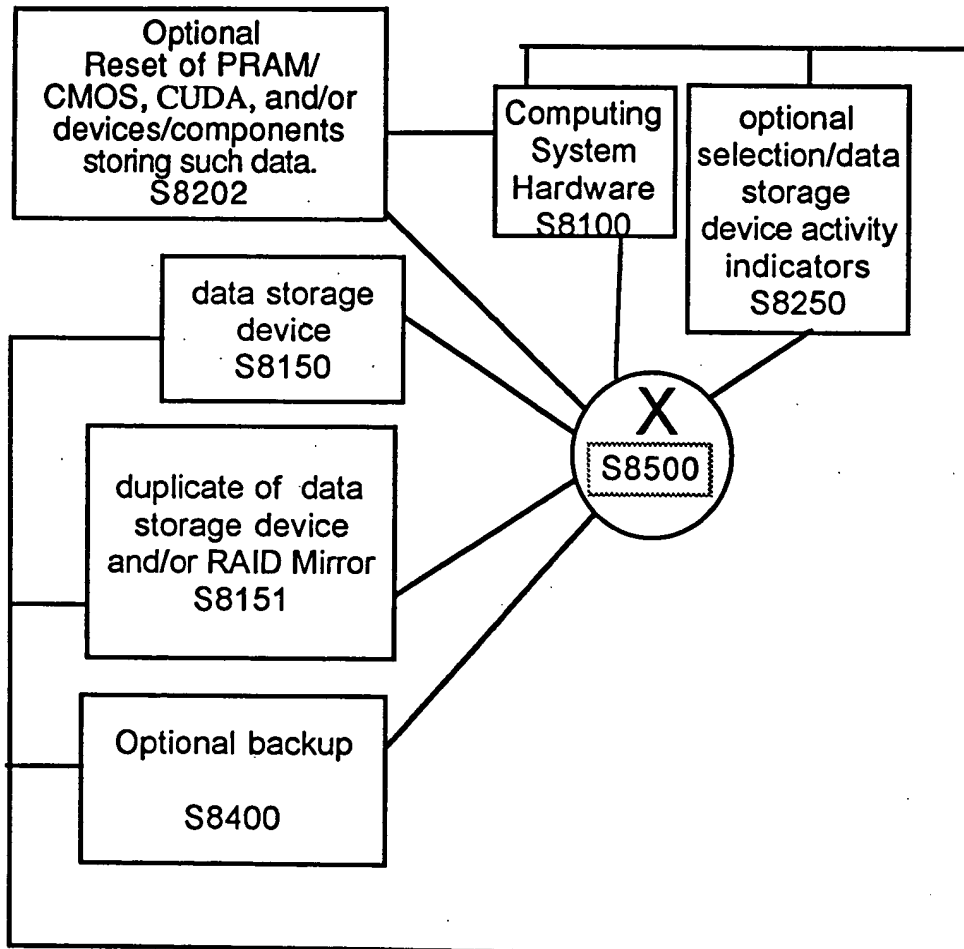 Optional
Reset of PRAM/
CMOS, CUDA, and/or
devices/components
storing such data.
S8202
Computing
System
Hardware
S8100
optional
selection/data
storage
device activity
indicators
S8250
data storage
device
S8150
X
S8500
duplicate of data
storage device
and/or RAID Mirror
S8151
Optional backup
S8400